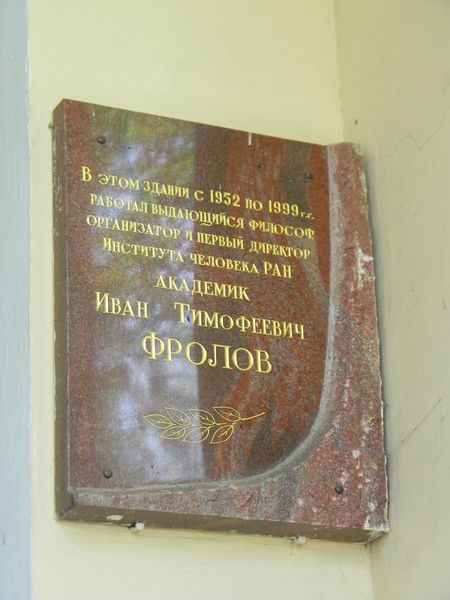 В этом здании с 1952 по 1999 г.г.
работал выдающийся философ,
организатор и первый директор
Института человека РАН
академик
Иван Тимофеевич
Фролов